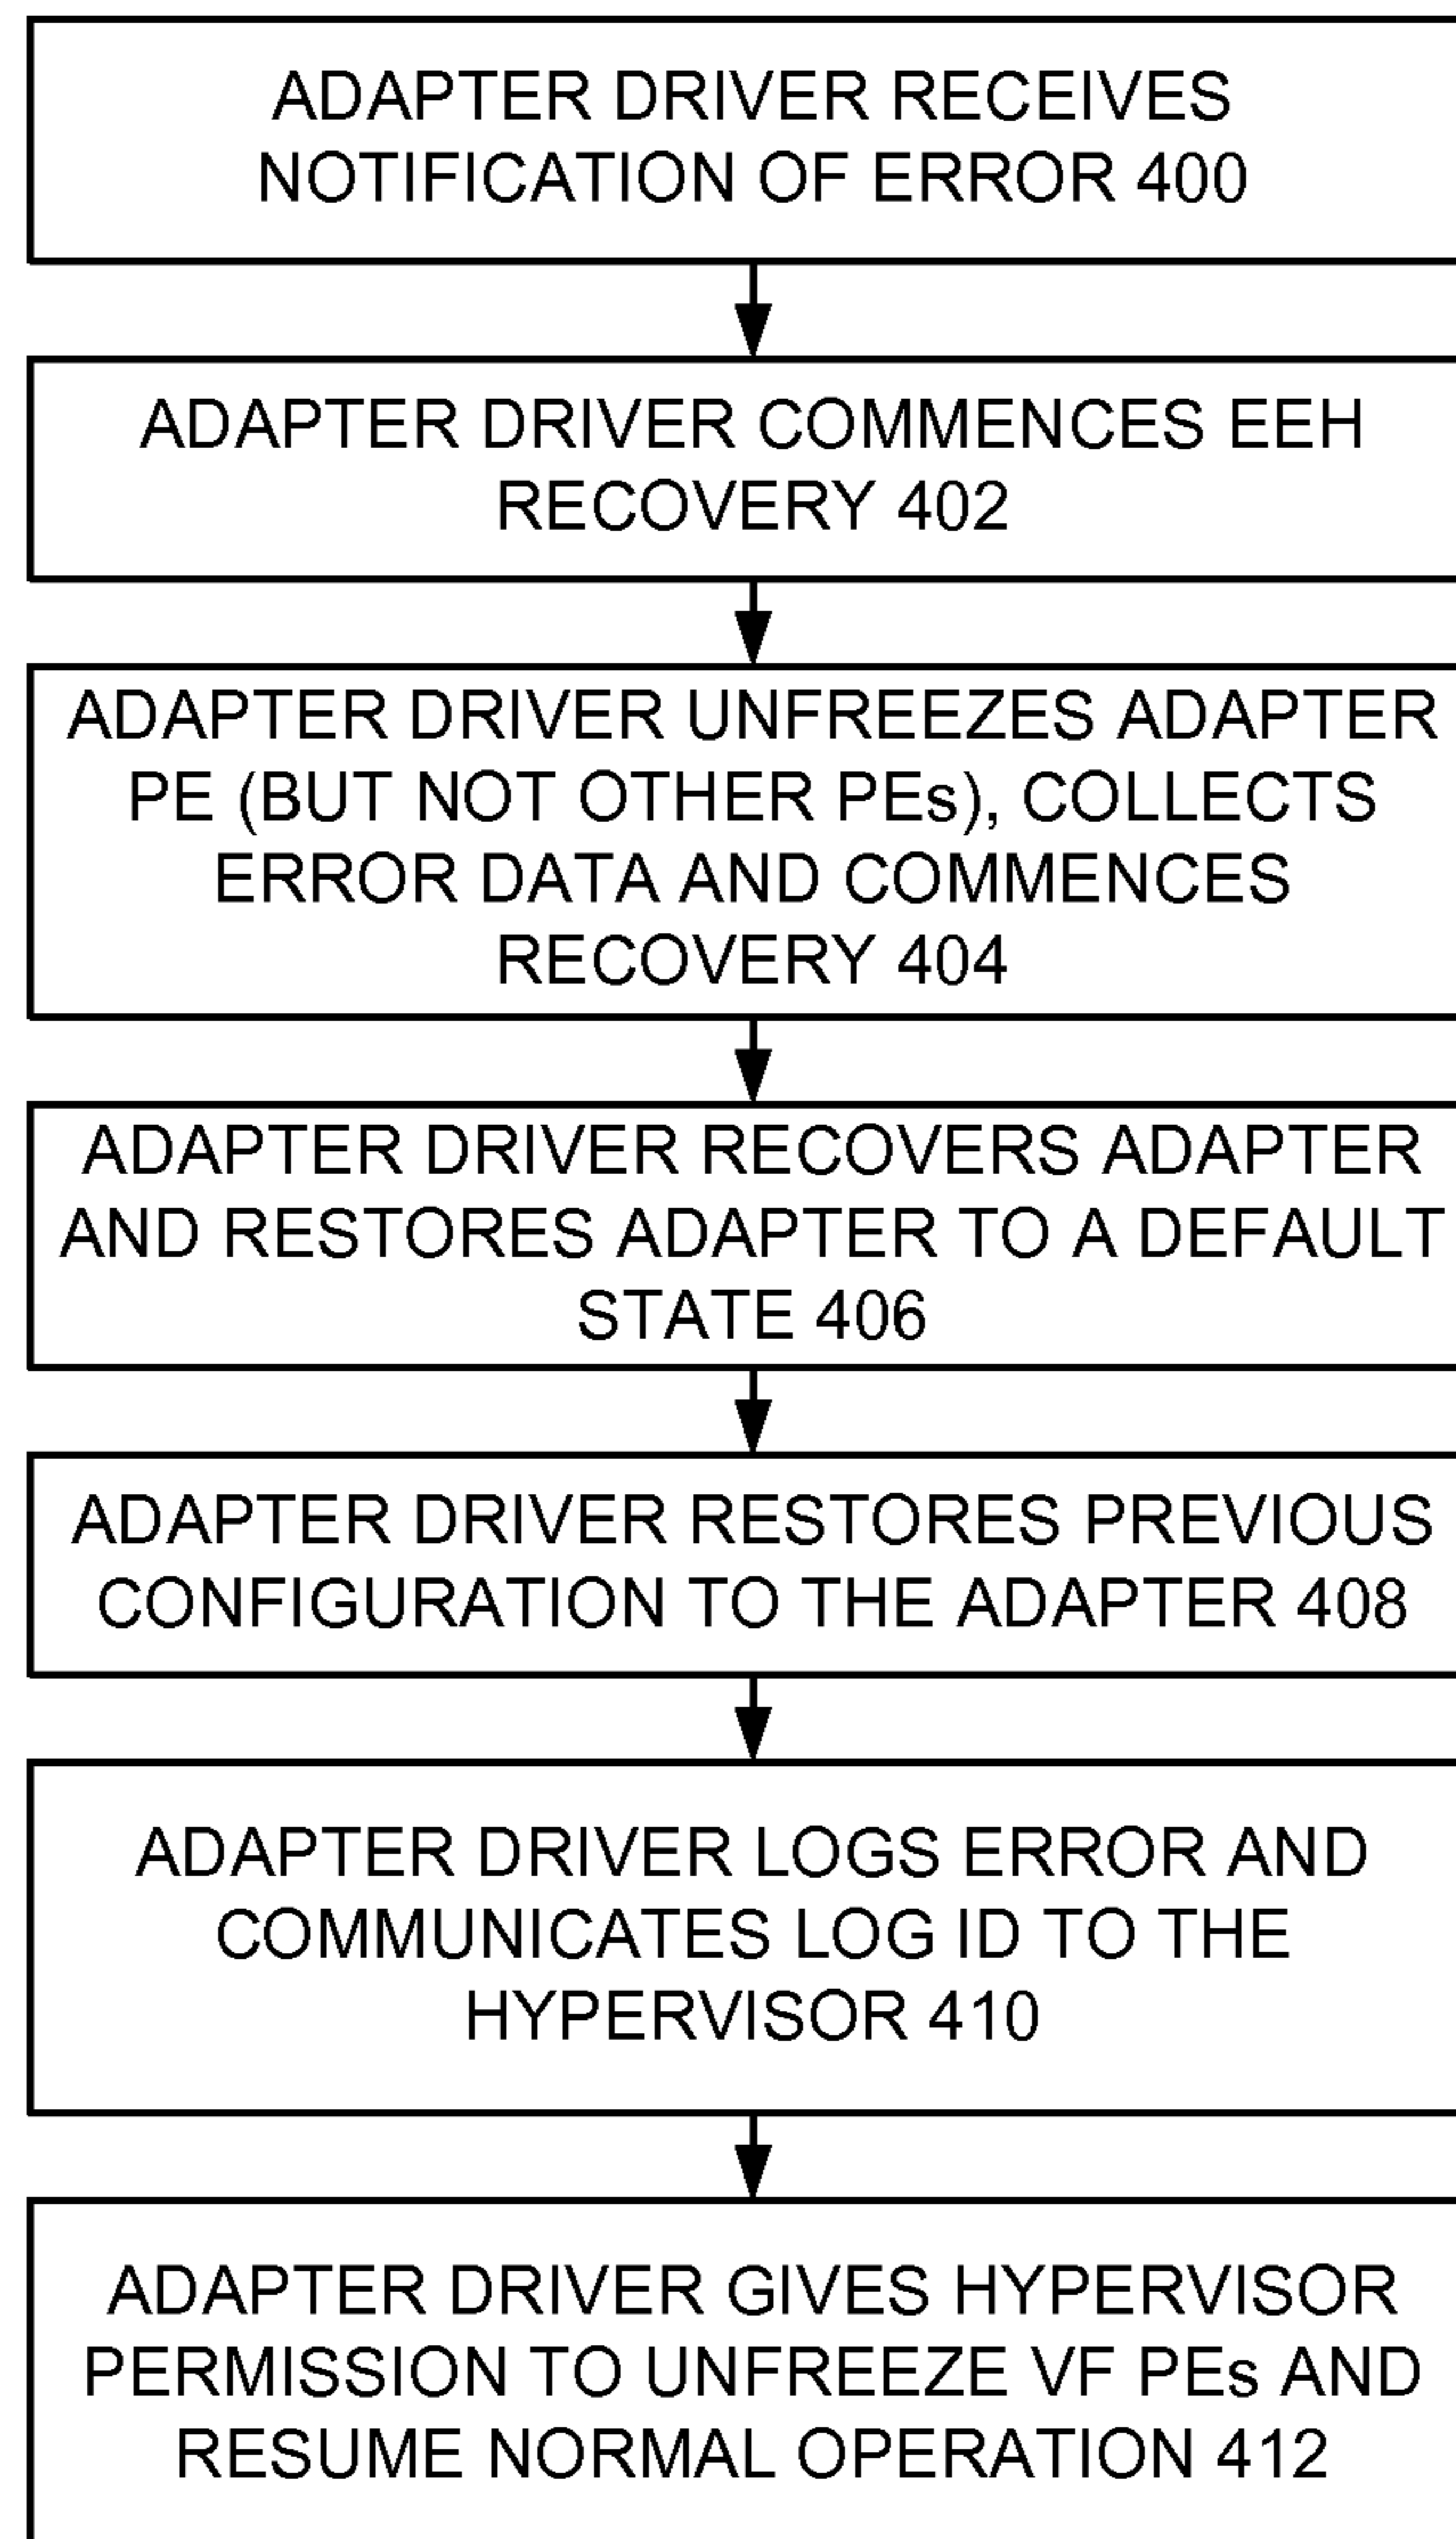 ADAPTER DRIVER RECEIVES
NOTIFICATION OF ERROR 400
ADAPTER DRIVER COMMENCES EEH
RECOVERY 402
ADAPTER DRIVER UNFREEZES ADAPTER
PE (BUT NOT OTHER PEs), COLLECTS
ERROR DATA AND COMMENCES
RECOVERY 404
ADAPTER DRIVER RECOVERS ADAPTER
AND RESTORES ADAPTER TO A DEFAULT
STATE 406
ADAPTER DRIVER RESTORES PREVIOUS
CONFIGURATION TO THE ADAPTER 408
ADAPTER DRIVER LOGS ERROR AND
COMMUNICATES LOG ID TO THE
HYPERVISOR 410
ADAPTER DRIVER GIVES HYPERVISOR
PERMISSION TO UNFREEZE VF PEs AND
RESUME NORMAL OPERATION 412